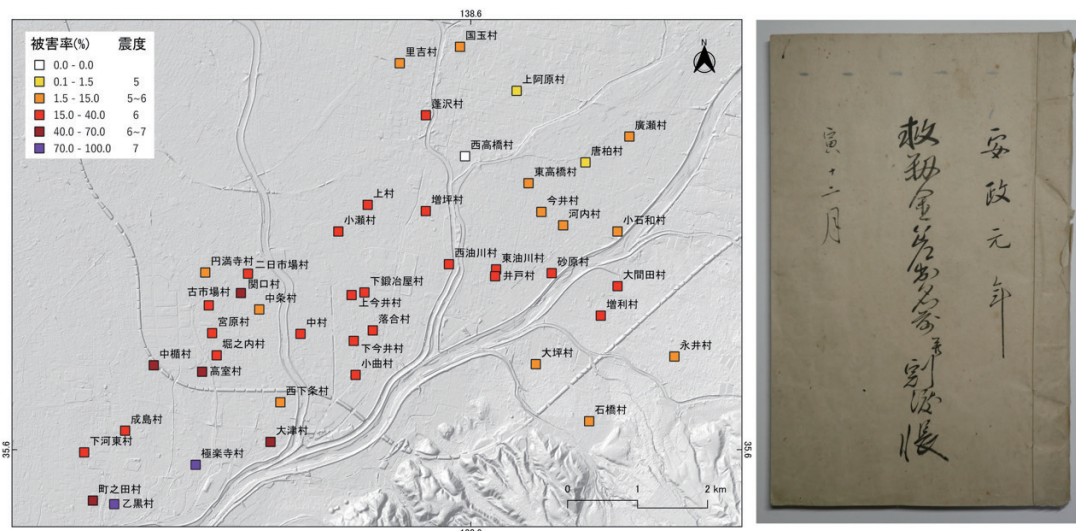 138.6
被害率(%) 震度
0.0 - 0.0
0.1 - 1.5 5
1.5 - 15.0 5~6
15.0 - 40.0 6
40.0 - 70.0 6~7
70.0 - 100.0 7
N
国玉村
里吉村
上阿原村
蓬沢村
廣瀬村
西高橋村
唐柏村
東高橋村
上村
増坪村
今井村
河内村
小瀬村
小石和村
西油川村
東油川村
砂原村
円満寺村
二日市場村
井戸村
大間田村
関口村
下鍛冶屋村
古市場村
中条村
上今井村
増利村
宮原村
中村
落合村
堀之内村
下今井村
中楯村
高室村
小曲村
大坪村
永井村
西下条村
石橋村
成島村
大津村
下河東村
35.6
35.6
極楽寺村
町之田村
乙黒村
0 1 2 km
138.6
安政元年
割渡帳
寅十二月